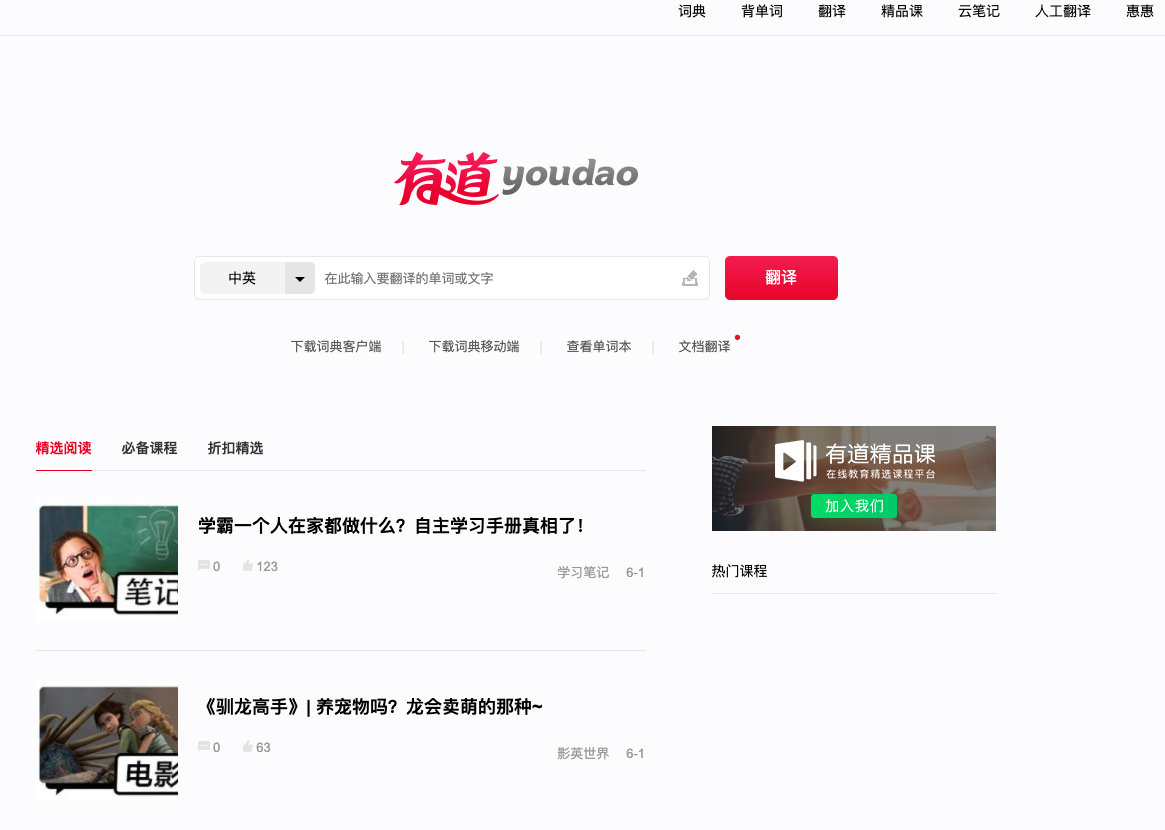 词典 背单词 翻译 精品课 云笔记 人工翻译 惠惠
有道 youdao
中英 在此输入要翻译的单词或文字 翻译
下载词典客户端 | 下载词典移动端 | 查看单词本 | 文档翻译
精选阅读 必备课程 折扣精选
学霸一个人在家都做什么？自主学习手册真相了！
0 123
学习笔记 6-1
笔记
《驯龙高手》| 养宠物吗？龙会卖萌的那种~
0 63
影英世界 6-1
电影
有道精品课
在线教育精选课程平台
加入我们
热门课程